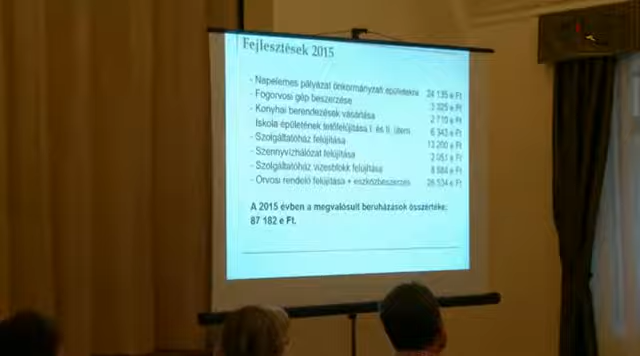 Fejlesztések 2015
- Napelemes pályázat önkormányzati épületekre 24 135 e Ft
- Fogorvosi gép beszerzése 3 325 e Ft
- Konyhai berendezések vásárlása 2 710 e Ft
Iskola épületének tetőfelújítása I. és II. ütem 6 343 e Ft
- Szolgáltatóház felújítása 13 200 e Ft
- Szennyvízhálózat felújítása 2 051 e Ft
- Szolgáltatóház vizesblokk felújítása 8 884 e Ft
- Orvosi rendelő felújítása + eszközbeszerzés 26 534 e Ft
A 2015 évben a megvalósult beruházások összértéke:
87 182 e Ft.